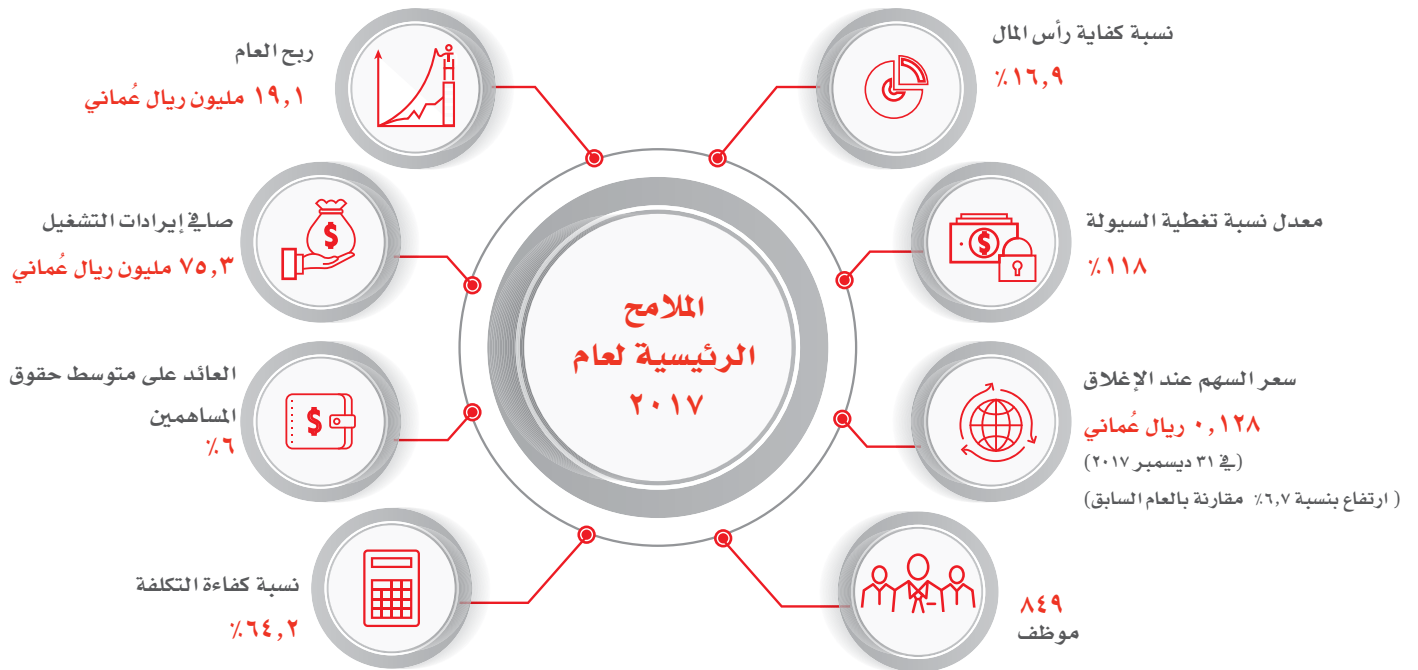 الملامح
الرئيسية لعام
٢٠١٧
نسبة كفاية رأس المال
١٦,٩٪
معدل نسبة تغطية السيولة
١١٨٪
سعر السهم عند الإغلاق
٠,١٢٨ ريال عُماني
(في ٣١ ديسمبر ٢٠١٧)
( ارتفاع بنسبة ٦,٧٪ مقارنة بالعام السابق)
٨٤٩
موظف
ربح العام
١٩,١ مليون ريال عُماني
صافي إيرادات التشغيل
٧٥,٣ مليون ريال عُماني
العائد على متوسط حقوق
المساهمين
٦٪
نسبة كفاءة التكلفة
٦٤,٢٪
$
$
$